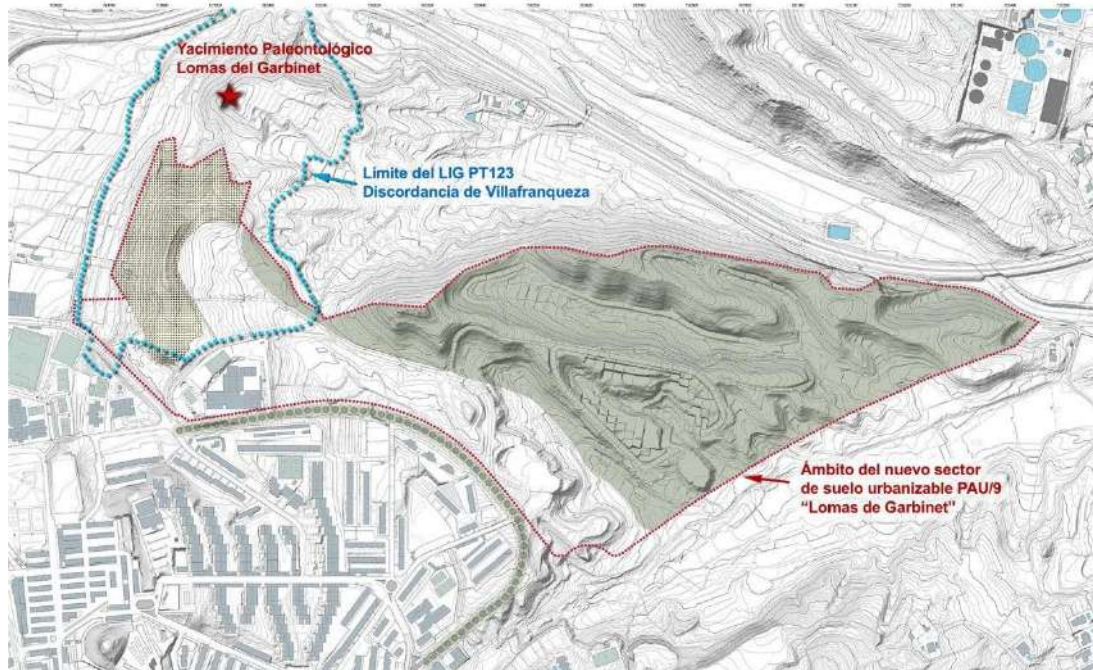 Yacimiento Paleontológico
Lomas del Garbinet
Límite del LIG PT123
Discordancia de Villafranqueza
Ámbito del nuevo sector
de suelo urbanizable PAU/9
“Lomas de Garbinet”